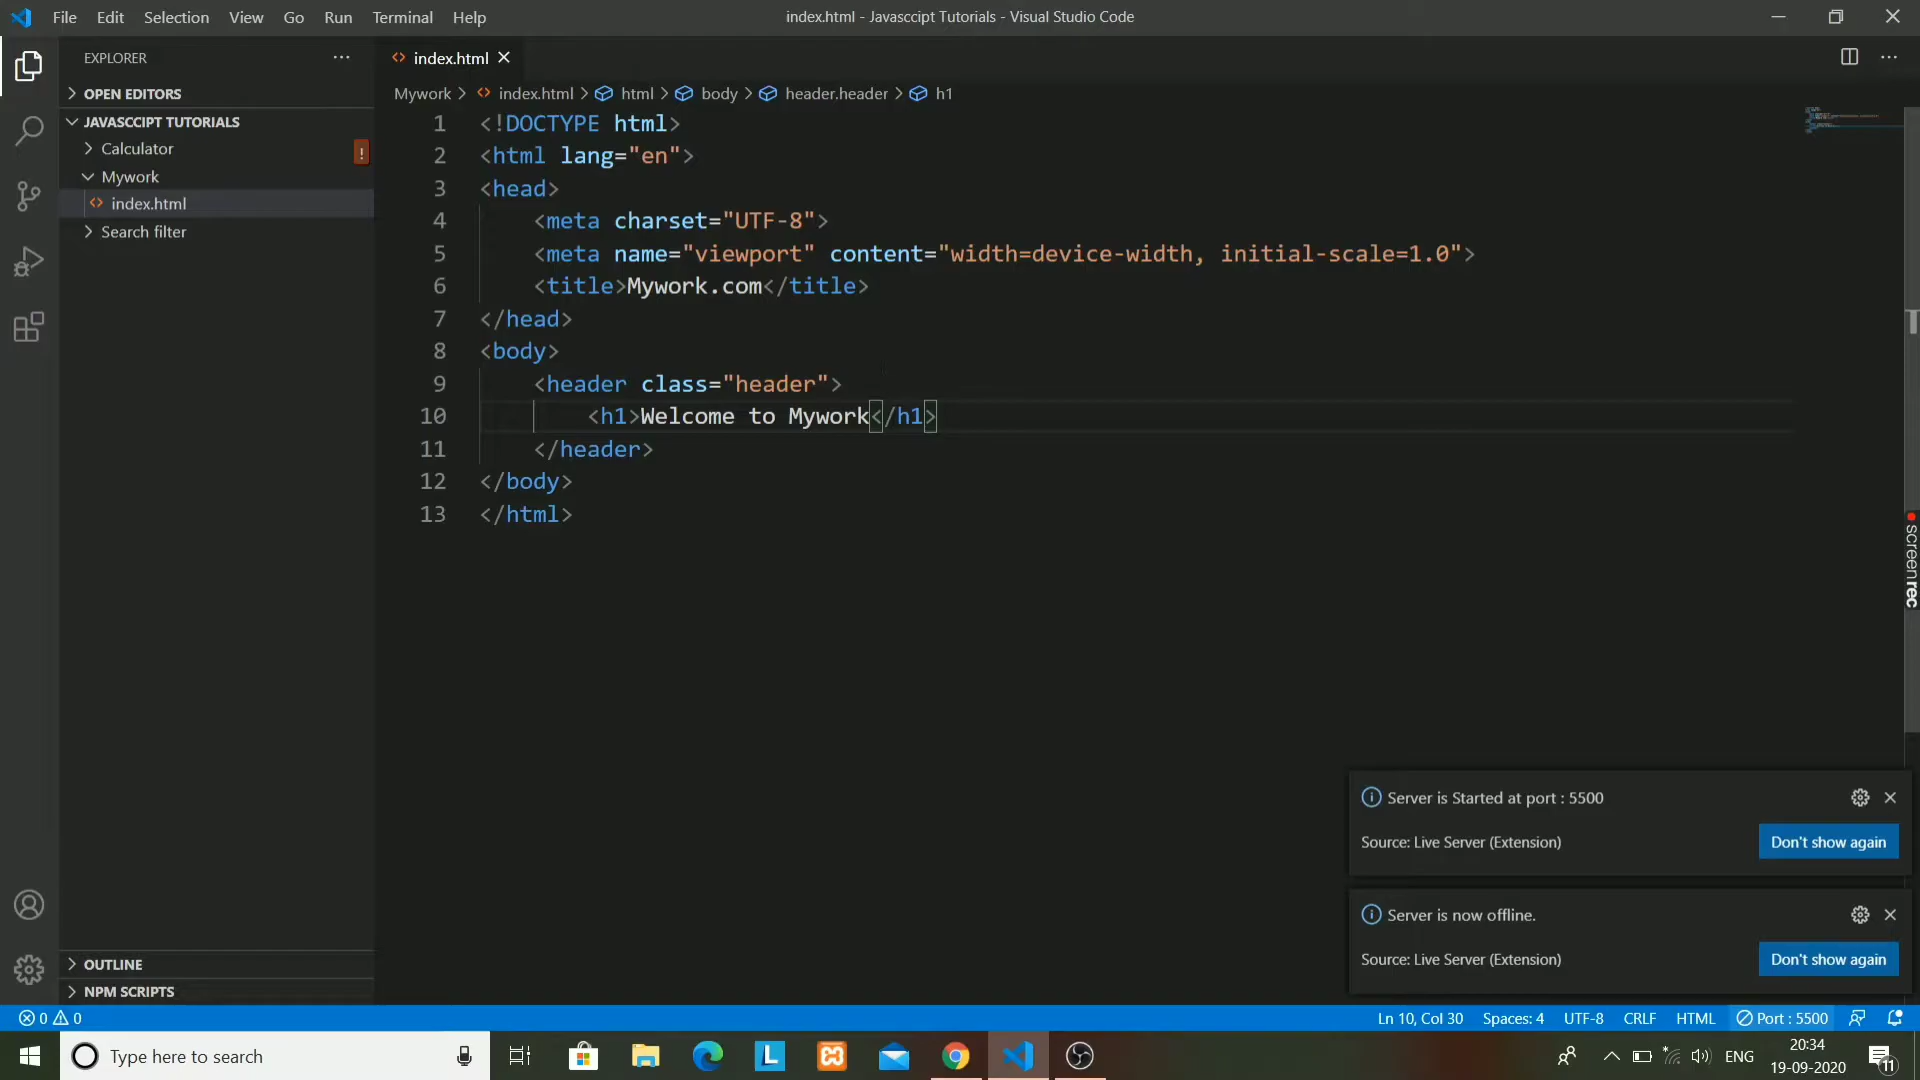 File Edit Selection View Go Run Terminal Help
index.html - Javasccipt Tutorials - Visual Studio Code
EXPLORER
index.html
OPEN EDITORS
Mywork > index.html > html > body > header.header > h1
JAVASCCIPT TUTORIALS
Calculator
!
Mywork
index.html
Search filter
1 <!DOCTYPE html>
2 <html lang="en">
3 <head>
4 <meta charset="UTF-8">
5 <meta name="viewport" content="width=device-width, initial-scale=1.0">
6 <title>Mywork.com</title>
7 </head>
8 <body>
9 <header class="header">
10 <h1>Welcome to Mywork</h1>
11 </header>
12 </body>
13 </html>
screenrec
Server is Started at port : 5500
Source: Live Server (Extension)
Don't show again
Server is now offline.
Source: Live Server (Extension)
Don't show again
OUTLINE
NPM SCRIPTS
0 0
Ln 10, Col 30 Spaces: 4 UTF-8 CRLF HTML Port : 5500
Type here to search
L
ENG
20:34
19-09-2020
11